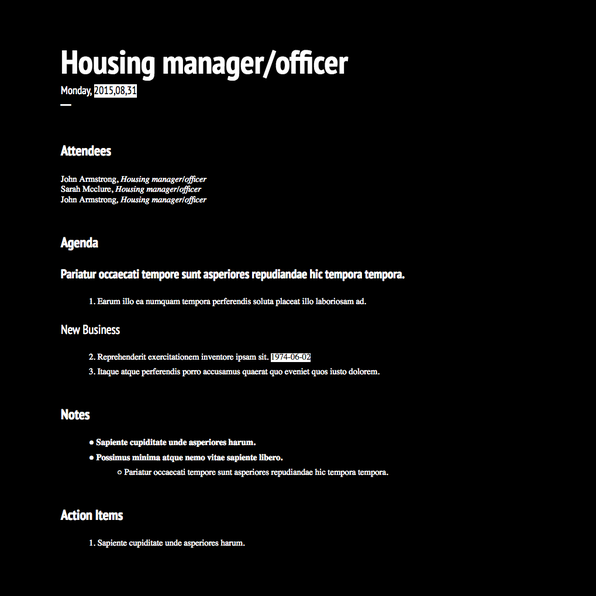 Housing manager/officer
Monday, 2015,08,31
Attendees
John Armstrong, Housing manager/officer
Sarah Mcclure, Housing manager/officer
John Armstrong, Housing manager/officer
Agenda
Pariatur occaecati tempore sunt asperiores repudiandae hic tempora tempora.
1. Earum illo ea numquam tempora perferendis soluta placeat illo laboriosam ad.
New Business
2. Reprehenderit exercitationem inventore ipsam sit. 1974-06-02
3. Itaque atque perferendis porro accusamus quaerat quo eveniet quos iusto dolorem.
Notes
● Sapiente cupiditate unde asperiores harum.
● Possimus minima atque nemo vitae sapiente libero.
○ Pariatur occaecati tempore sunt asperiores repudiandae hic tempora tempora.
Action Items
1. Sapiente cupiditate unde asperiores harum.